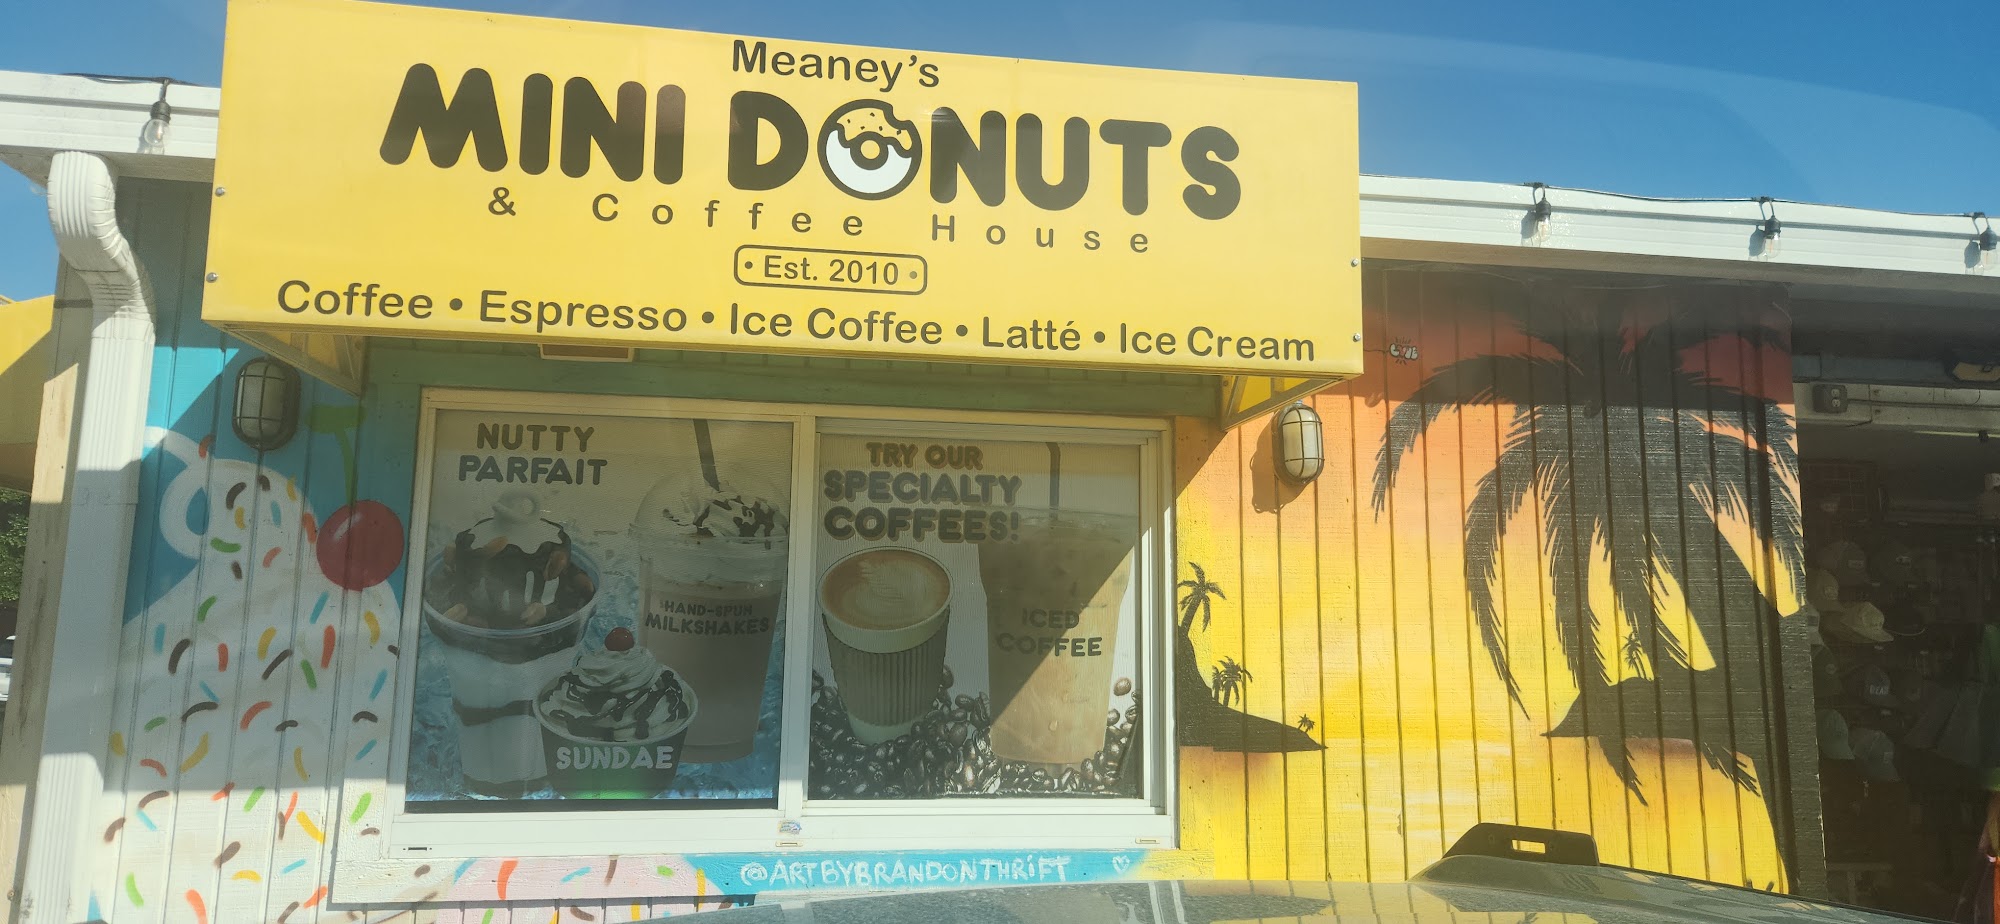 Meaney's
MINI DONUTS
& Coffee House
• Est. 2010 •
Coffee • Espresso • Ice Coffee • Latté • Ice Cream
NUTTY
PARFAIT
HAND-SPUN
MILKSHAKES
SUNDAE
TRY OUR
SPECIALTY
COFFEES!
ICED
COFFEE
@ARTBYBRANDONTHRiFT